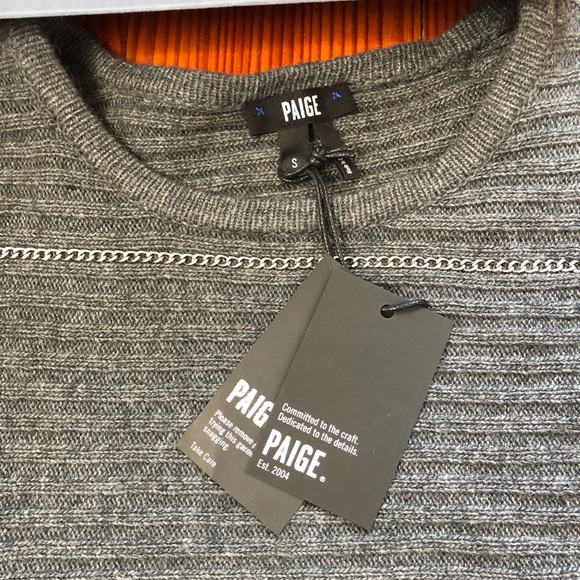 PAIGE
S
PAIG
Please remove
trying this garm
snagging.
Take Care
Committed to the craft.
Dedicated to the details.
PAIGE®
Est. 2004